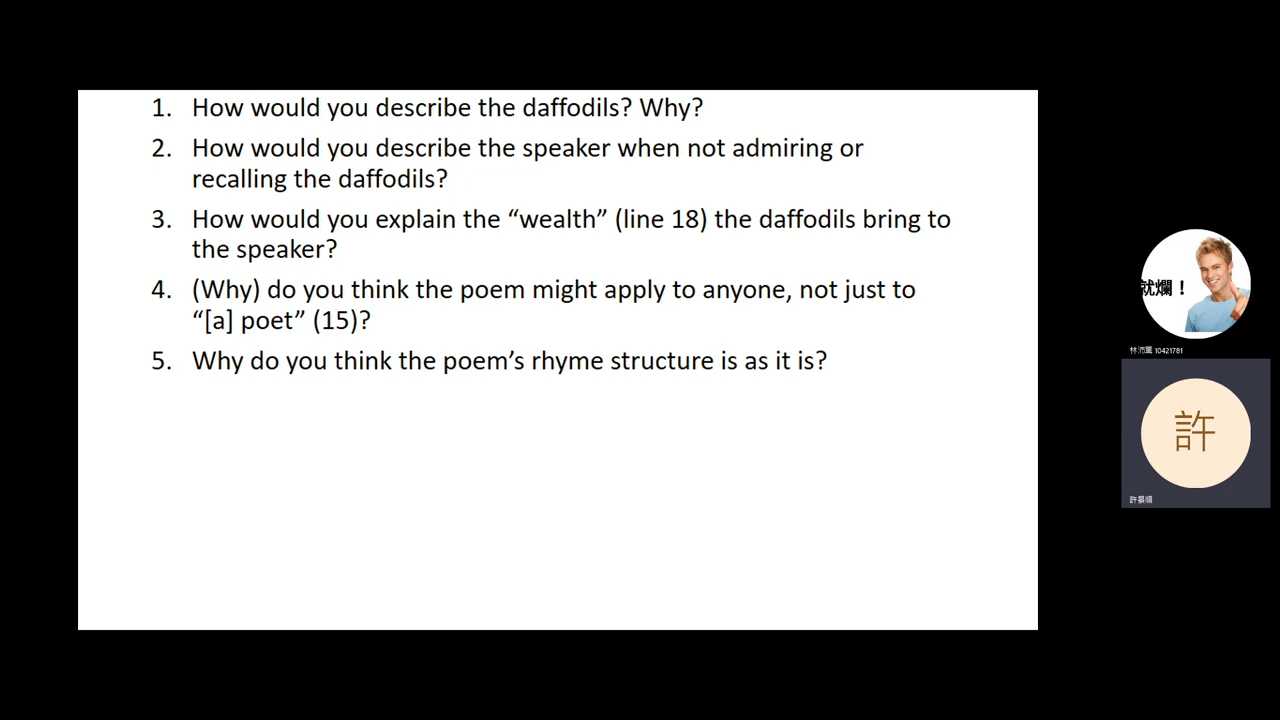 1. How would you describe the daffodils? Why?
2. How would you describe the speaker when not admiring or
recalling the daffodils?
3. How would you explain the “wealth” (line 18) the daffodils bring to
the speaker?
4. (Why) do you think the poem might apply to anyone, not just to
“[a] poet” (15)?
5. Why do you think the poem’s rhyme structure is as it is?
就爛！
10421781
許